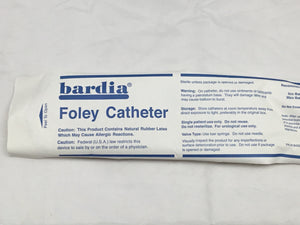 bardia®
Foley Catheter
Caution: This Product Contains Natural Rubber Latex
Which May Cause Allergic Reactions.
Caution: Federal (U.S.A.) law restricts this
device to sale by or on the order of a physician.
Peel To Open
Sterile unless package is opened or damaged.
Warning: On catheter, do not use ointments or lubricants
having a petrolatum base. They will damage latex and
may cause balloon to burst.
Storage: Store catheters at room temperature away from
direct exposure to light, preferably in the original box.
Single patient use only. Do not reuse.
Do not resterilize. For urological use only.
Valve Type: Use luer syringe. Do not use needles.
Visually inspect the product for any imperfections or
surface deterioration prior to use. Do not use if package
is opened or damaged.